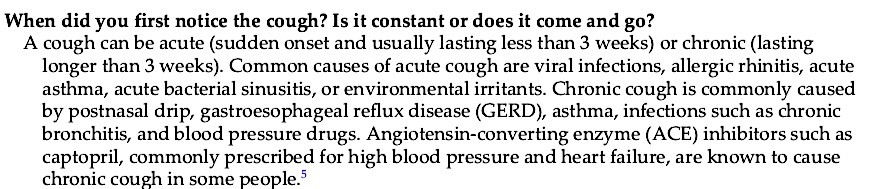 When did you first notice the cough? Is it constant or does it come and go?
A cough can be acute (sudden onset and usually lasting less than 3 weeks) or chronic (lasting
longer than 3 weeks). Common causes of acute cough are viral infections, allergic rhinitis, acute
asthma, acute bacterial sinusitis, or environmental irritants. Chronic cough is commonly caused
by postnasal drip, gastroesophageal reflux disease (GERD), asthma, infections such as chronic
bronchitis, and blood pressure drugs. Angiotensin-converting enzyme (ACE) inhibitors such as
captopril, commonly prescribed for high blood pressure and heart failure, are known to cause
chronic cough in some people.5